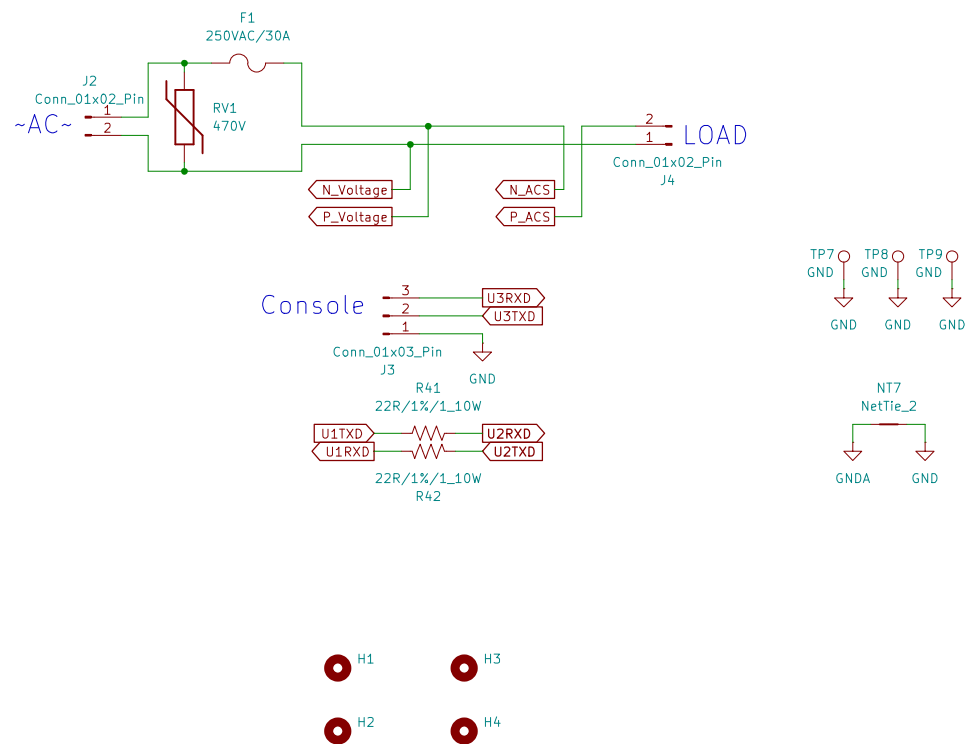 F1
250VAC/30A
J2
Conn_01x02_Pin
1
2
~AC~
RV1
470V
2
1
LOAD
Conn_01x02_Pin
J4
N_Voltage
P_Voltage
N_ACS
P_ACS
TP7
GND
TP8
GND
TP9
GND
GND
GND
GND
Console
3
2
1
U3RXD
U3TXD
Conn_01x03_Pin
J3
GND
R41
22R/1%/1_10W
U1TXD
U1RXD
U2RXD
U2TXD
22R/1%/1_10W
R42
NT7
NetTie_2
GNDA
GND
H1
H3
H2
H4